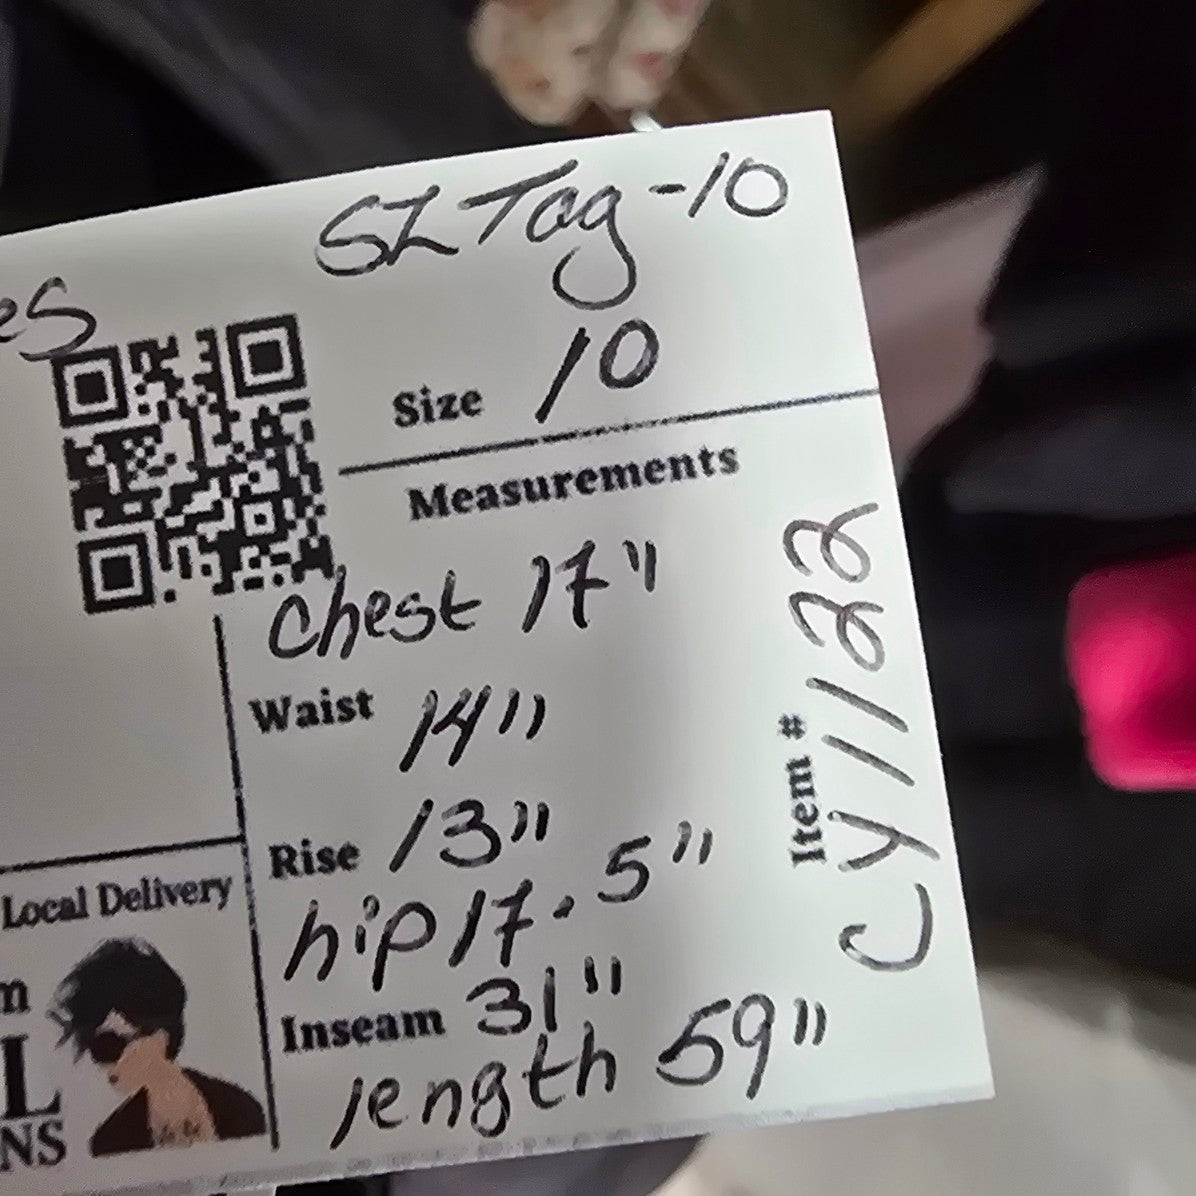 SZ Tag-10
es
Size 10
Measurements
Chest 17"
Waist 14"
Rise 13"
hip 17.5"
Inseam 31"
length 59"
Item # CY1122
Local Delivery
m
L
NS